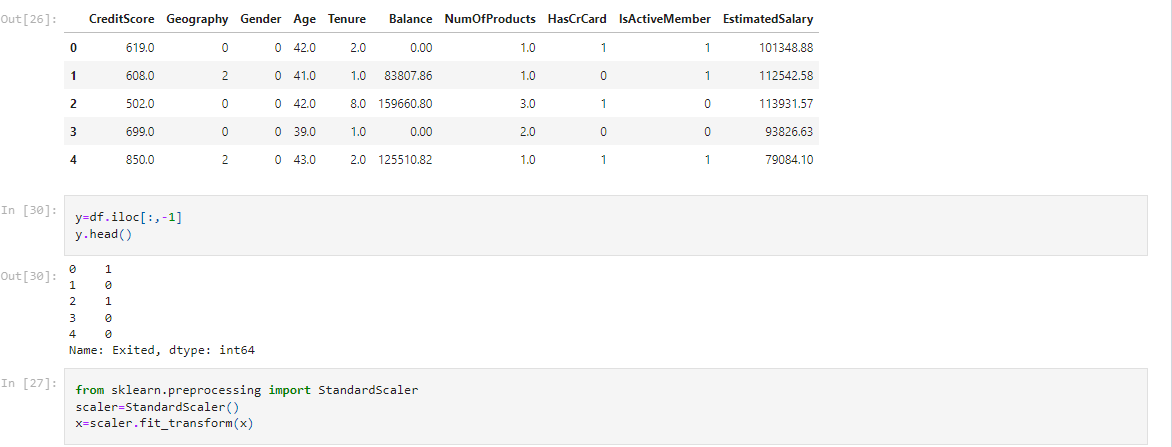 Out[26]:
CreditScore Geography Gender Age Tenure Balance NumOfProducts HasCrCard IsActiveMember EstimatedSalary
0 619.0 0 0 42.0 2.0 0.00 1.0 1 1 101348.88
1 608.0 2 0 41.0 1.0 83807.86 1.0 0 1 112542.58
2 502.0 0 0 42.0 8.0 159660.80 3.0 1 0 113931.57
3 699.0 0 0 39.0 1.0 0.00 2.0 0 0 93826.63
4 850.0 2 0 43.0 2.0 125510.82 1.0 1 1 79084.10
In [30]:
y=df.iloc[:,-1]
y.head()
Out[30]:
0 1
1 0
2 1
3 0
4 0
Name: Exited, dtype: int64
In [27]:
from sklearn.preprocessing import StandardScaler
scaler=StandardScaler()
x=scaler.fit_transform(x)